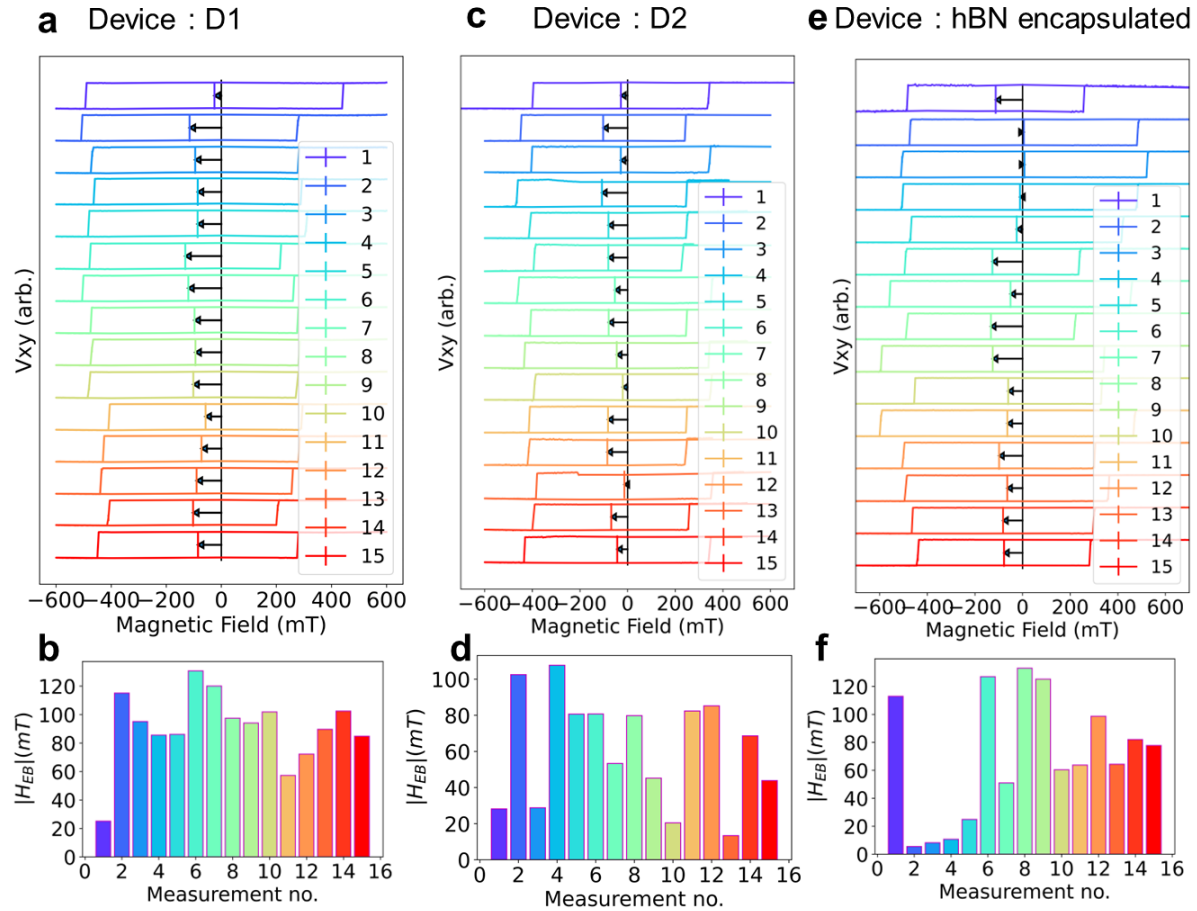 a Device : D1
Vxy (arb.)
1
2
3
4
5
6
7
8
9
10
11
12
13
14
15
−600 −400 −200 0 200 400 600
Magnetic Field (mT)
c Device : D2
Vxy (arb.)
1
2
3
4
5
6
7
8
9
10
11
12
13
14
15
−600 −400 −200 0 200 400 600
Magnetic Field (mT)
e Device : hBN encapsulated
Vxy (arb.)
1
2
3
4
5
6
7
8
9
10
11
12
13
14
15
−600 −400 −200 0 200 400 600
Magnetic Field (mT)
b
|H_EB|(mT)
120
100
80
60
40
20
0
0 2 4 6 8 10 12 14 16
Measurement no.
d
|H_EB|(mT)
100
80
60
40
20
0
0 2 4 6 8 10 12 14 16
Measurement no.
f
|H_EB|(mT)
120
100
80
60
40
20
0
0 2 4 6 8 10 12 14 16
Measurement no.